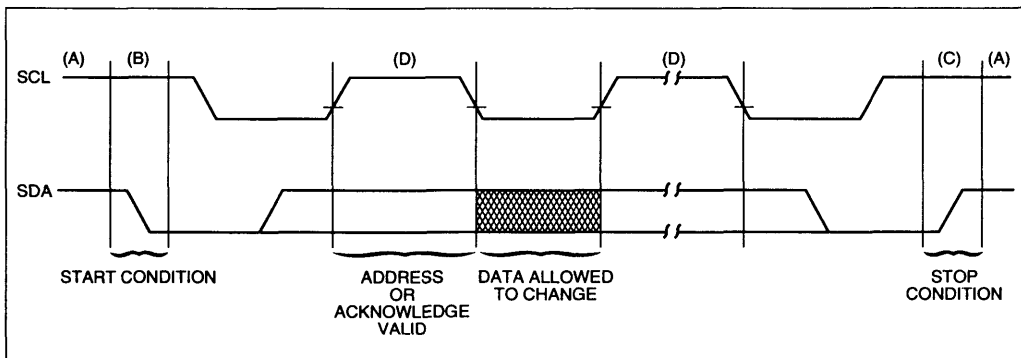 (A) (B) (D) (D) (C) (A)
SCL
SDA
START CONDITION
ADDRESS
OR
ACKNOWLEDGE
VALID
DATA ALLOWED
TO CHANGE
STOP
CONDITION